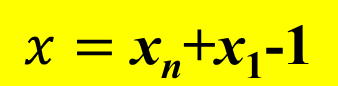 x = xₙ+x₁-1